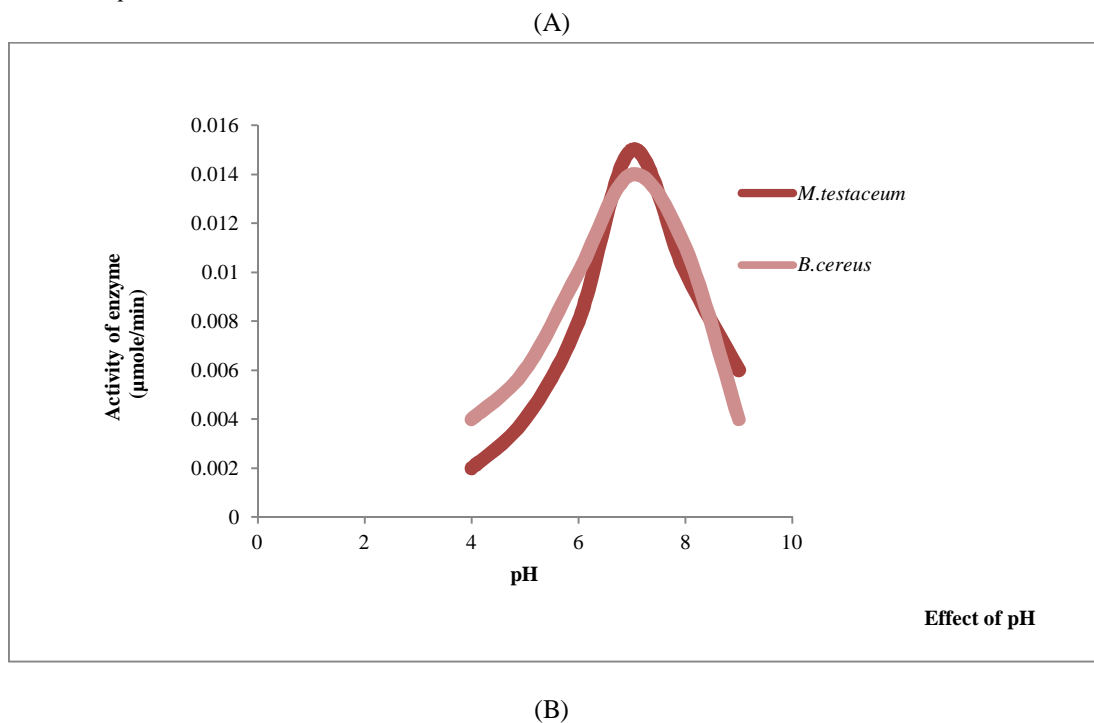 (A)
0.016
0.014
0.012
0.01
0.008
0.006
0.004
0.002
0
Activity of enzyme
(µmole/min)
M.testaceum
B.cereus
0 2 4 6 8 10
pH
Effect of pH
(B)